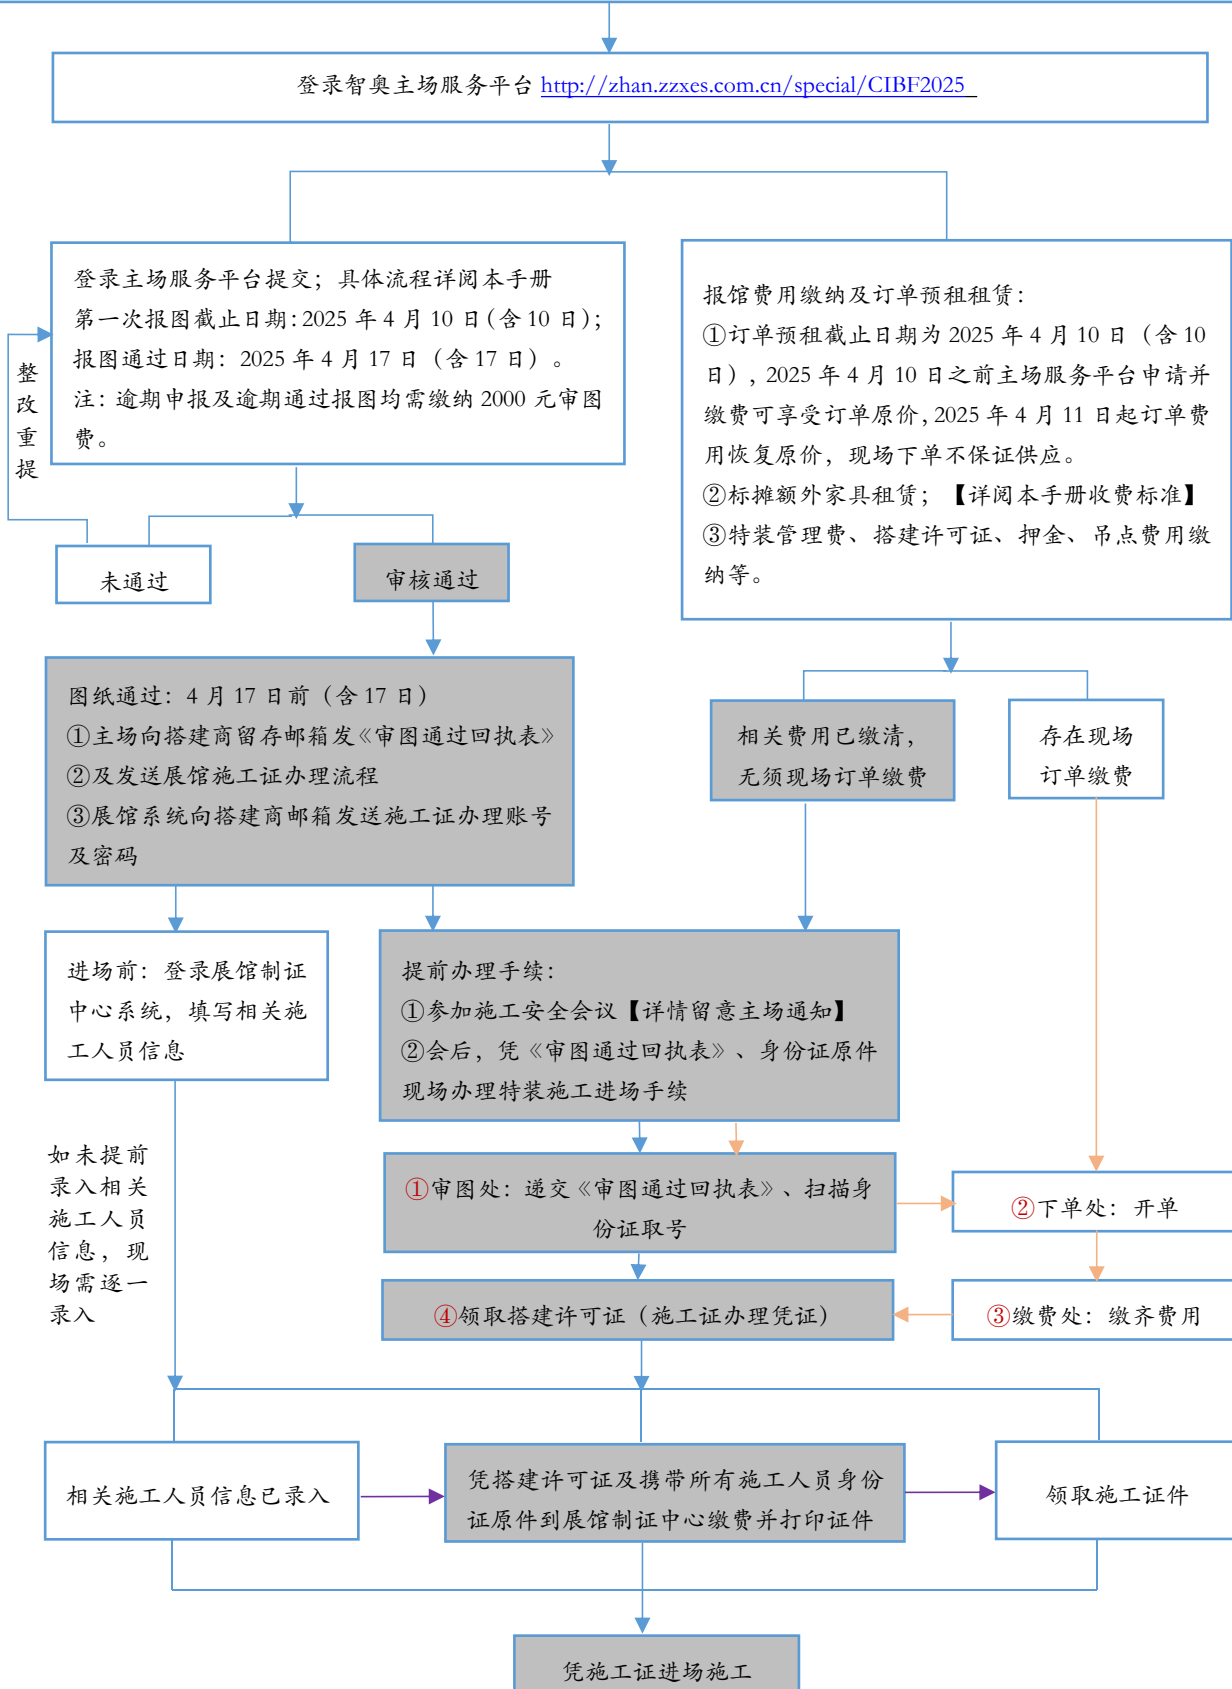 登录智奥主场服务平台 http://zhan.zzxes.com.cn/special/CIBF2025
登录主场服务平台提交；具体流程详阅本手册
第一次报图截止日期：2025 年 4 月 10 日（含 10 日）；
报图通过日期：2025 年 4 月 17 日（含 17 日）。
注：逾期申报及逾期通过报图均需缴纳 2000 元审图
费。
整
改
重
提
报馆费用缴纳及订单预租租赁：
①订单预租截止日期为 2025 年 4 月 10 日（含 10
日），2025 年 4 月 10 日之前主场服务平台申请并
缴费可享受订单原价，2025 年 4 月 11 日起订单费
用恢复原价，现场下单不保证供应。
②标摊额外家具租赁；【详阅本手册收费标准】
③特装管理费、搭建许可证、押金、吊点费用缴
纳等。
未通过
审核通过
图纸通过：4 月 17 日前（含 17 日）
①主场向搭建商留存邮箱发《审图通过回执表》
②及发送展馆施工证办理流程
③展馆系统向搭建商邮箱发送施工证办理账号
及密码
相关费用已缴清，
无须现场订单缴费
存在现场
订单缴费
进场前：登录展馆制证
中心系统，填写相关施
工人员信息
提前办理手续：
①参加施工安全会议【详情留意主场通知】
②会后，凭《审图通过回执表》、身份证原件
现场办理特装施工进场手续
如未提前
录入相关
施工人员
信息，现
场需逐一
录入
①审图处：递交《审图通过回执表》、扫描身
份证取号
②下单处：开单
④领取搭建许可证（施工证办理凭证）
③缴费处：缴齐费用
相关施工人员信息已录入
凭搭建许可证及携带所有施工人员身份
证原件到展馆制证中心缴费并打印证件
领取施工证件
凭施工证进场施工